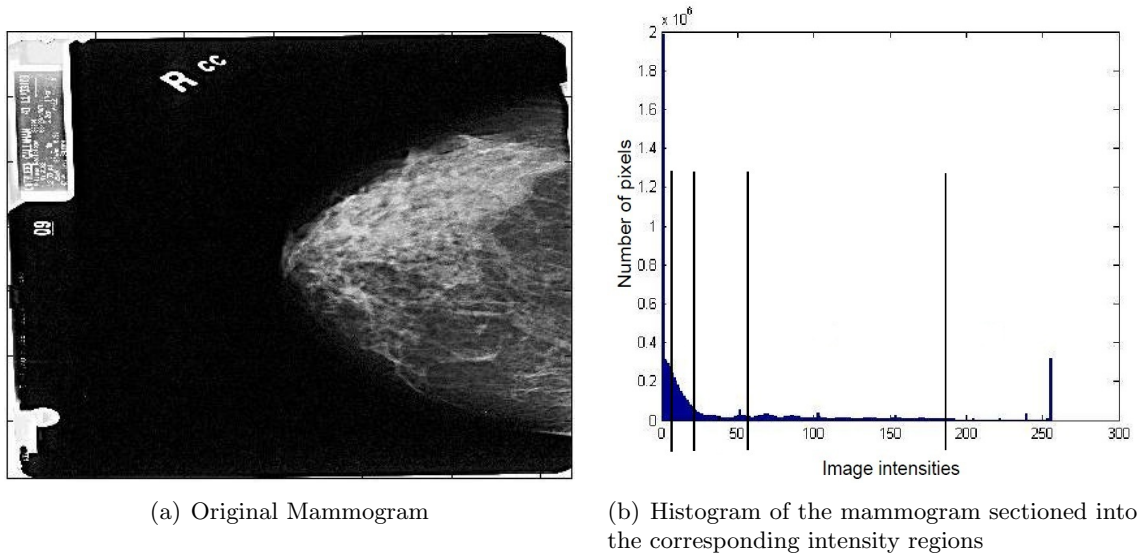 R CC
09
x 10^6
2
1.8
1.6
1.4
1.2
1
0.8
0.6
0.4
0.2
0
0 50 100 150 200 250 300
Number of pixels
Image intensities
(a) Original Mammogram
(b) Histogram of the mammogram sectioned into
the corresponding intensity regions